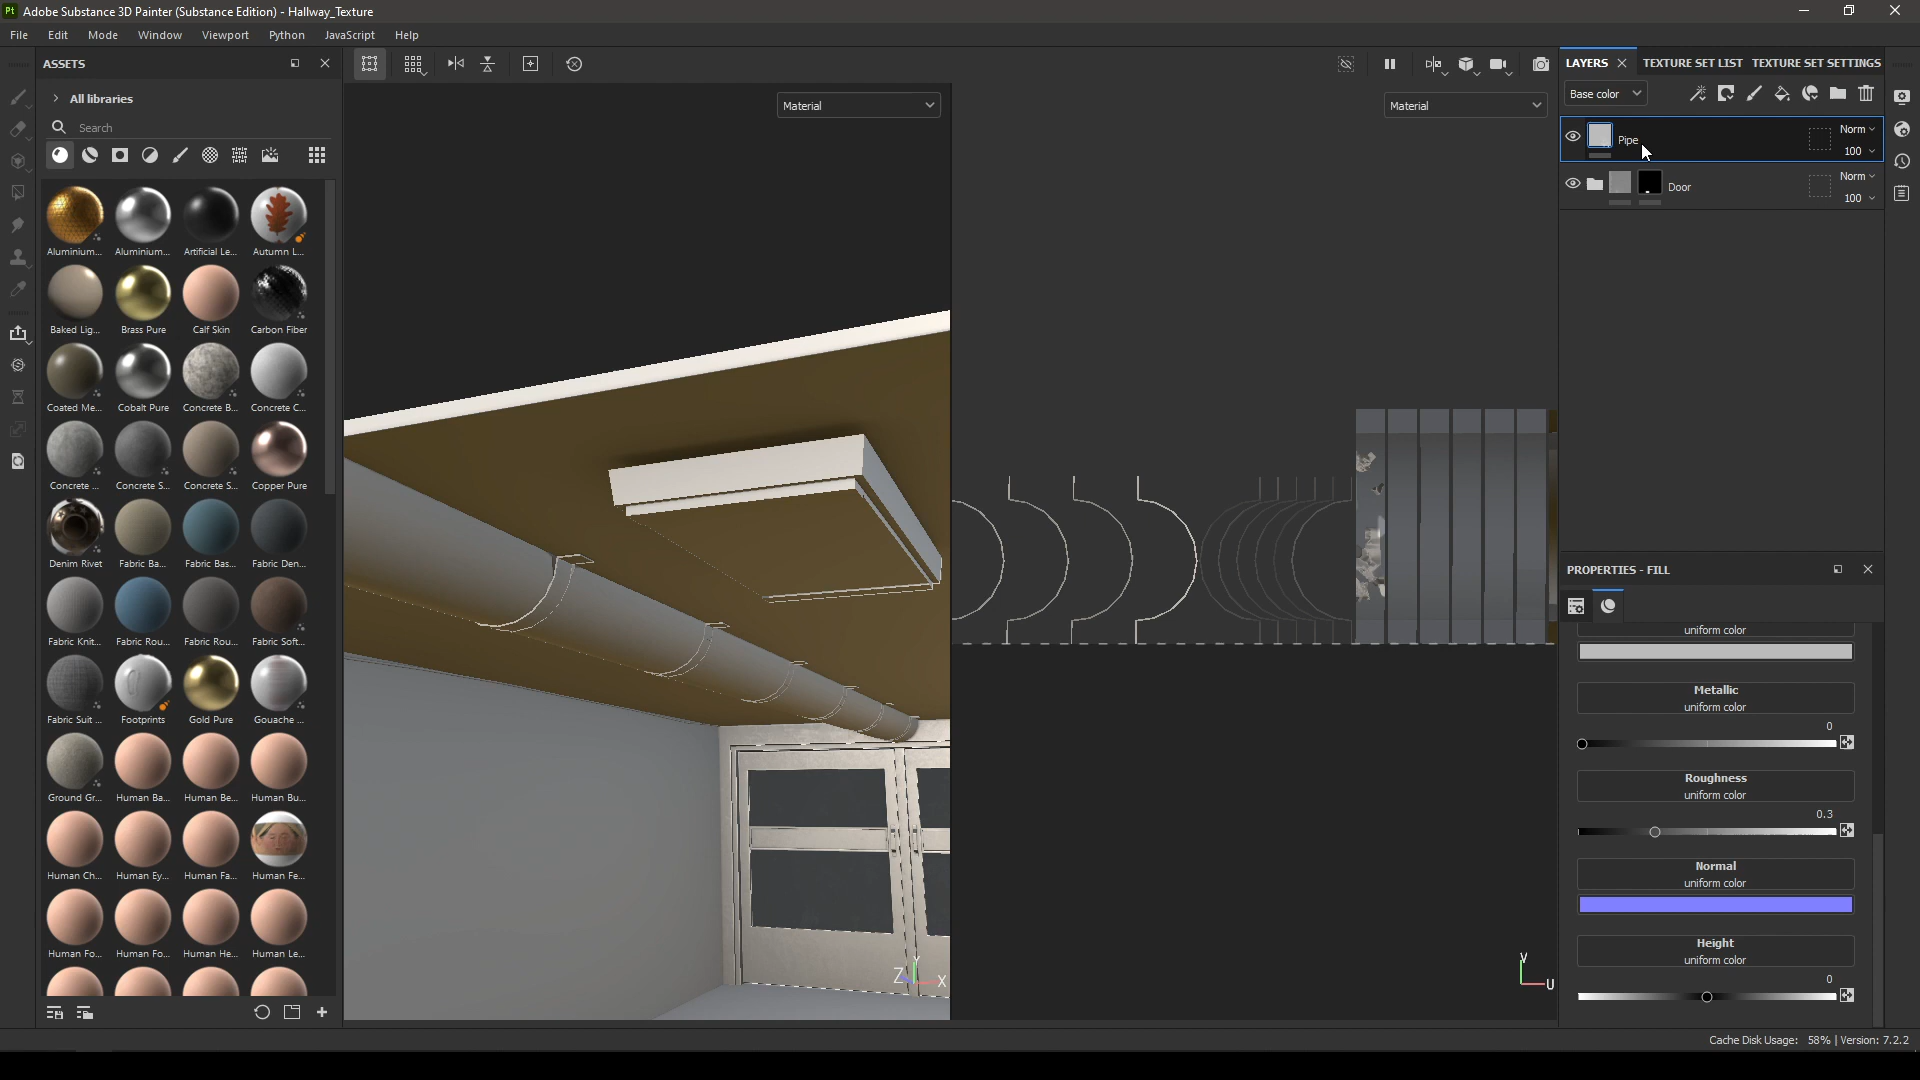 Pt Adobe Substance 3D Painter (Substance Edition) - Hallway_Texture
File Edit Mode Window Viewport Python JavaScript Help
ASSETS
All libraries
Search
Aluminium... Aluminium... Artificial Le... Autumn L...
Baked Lig... Brass Pure Calf Skin Carbon Fiber
Coated Me... Cobalt Pure Concrete B... Concrete C...
Concrete ... Concrete S... Concrete S... Copper Pure
Denim Rivet Fabric Ba... Fabric Bas... Fabric Den...
Fabric Knit... Fabric Rou... Fabric Rou... Fabric Soft...
Fabric Suit ... Footprints Gold Pure Gouache ...
Ground Gr... Human Ba... Human Be... Human Bu...
Human Ch... Human Ey... Human Fa... Human Fe...
Human Fo... Human Fo... Human He... Human Le...
Material
Z Y X
Material
V
U
LAYERS TEXTURE SET LIST TEXTURE SET SETTINGS
Base color
Pipe Norm
100
Door Norm
100
PROPERTIES - FILL
uniform color
Metallic
uniform color
0
Roughness
uniform color
0.3
Normal
uniform color
Height
uniform color
0
Cache Disk Usage: 58% | Version: 7.2.2